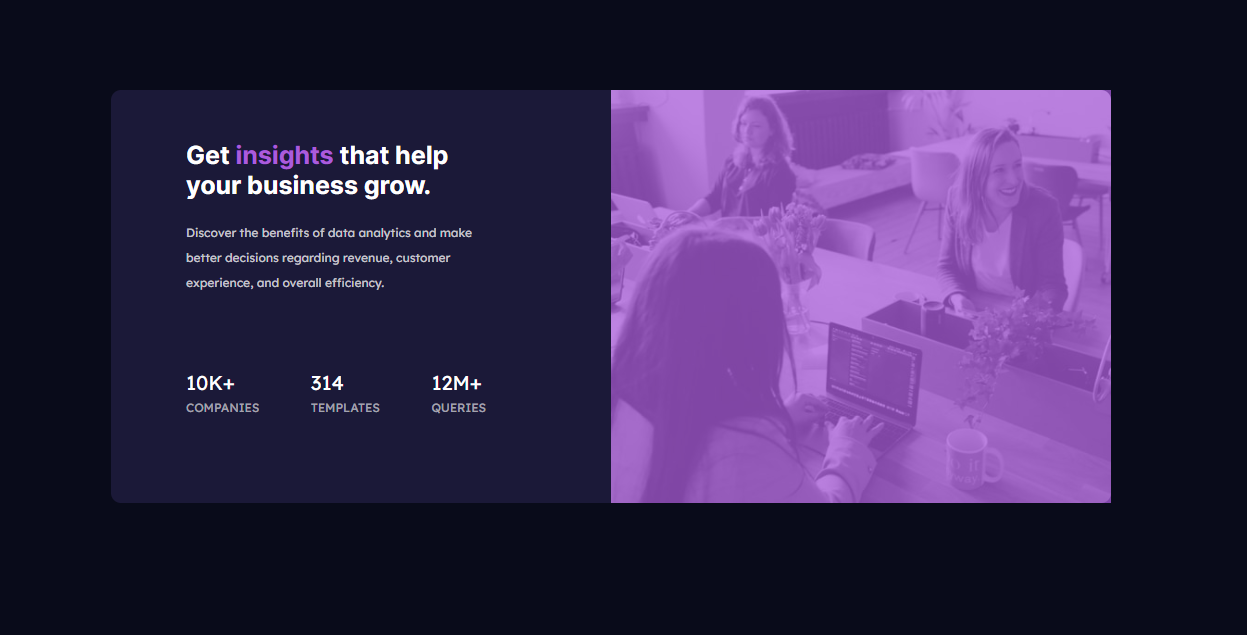 Get insights that help
your business grow.
Discover the benefits of data analytics and make
better decisions regarding revenue, customer
experience, and overall efficiency.
10K+ 314 12M+
COMPANIES TEMPLATES QUERIES